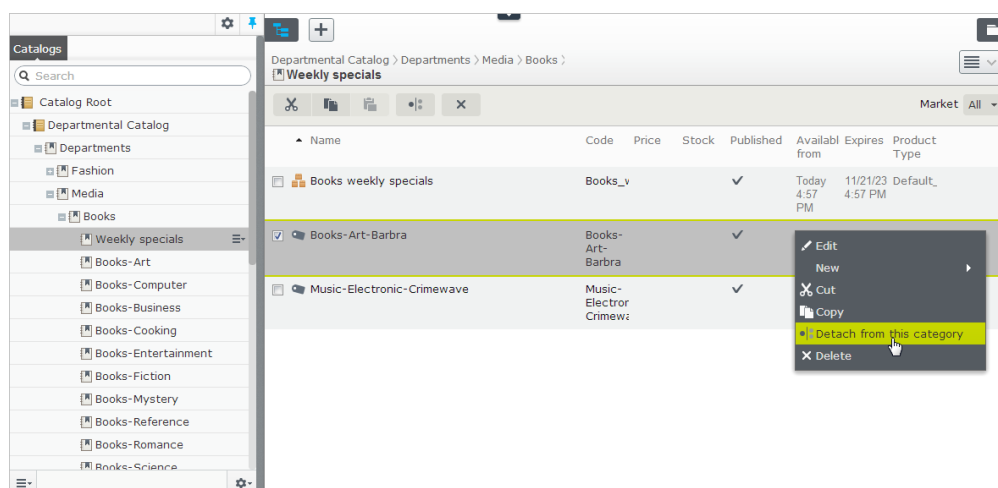 Catalogs
Search
Catalog Root
Departmental Catalog
Departments
Fashion
Media
Books
Weekly specials
Books-Art
Books-Computer
Books-Business
Books-Cooking
Books-Entertainment
Books-Fiction
Books-Mystery
Books-Reference
Books-Romance
Books-Science
Departmental Catalog > Departments > Media > Books >
Weekly specials
Market All
Name Code Price Stock Published Availabl from Expires Product Type
Books weekly specials Books_v Today 4:57 PM 11/21/23 4:57 PM Default_
Books-Art-Barbra Books-Art-Barbra
Music-Electronic-Crimewave Music-Electror Crimewa
Edit
New
Cut
Copy
Detach from this category
Delete